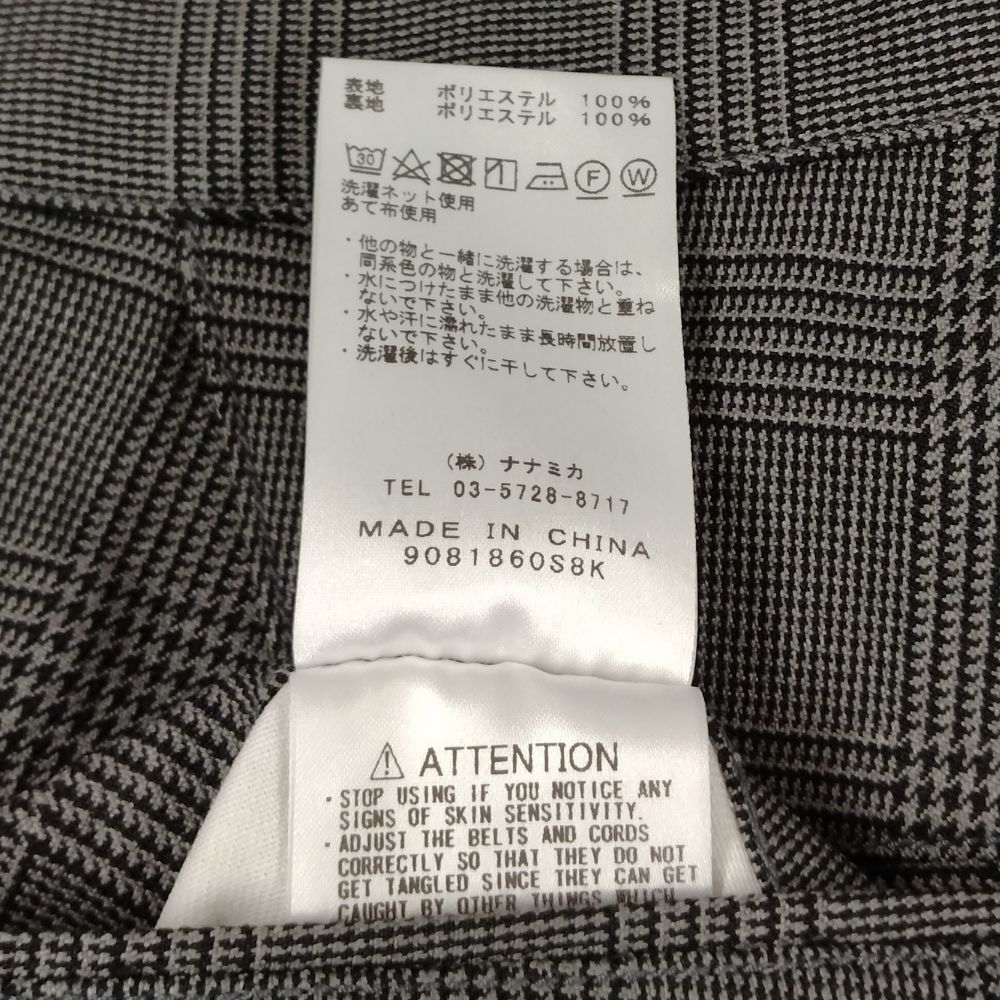 表地 ポリエステル 100%
裏地 ポリエステル 100%
30 F W
洗濯ネット使用
あて布使用
・他の物と一緒に洗濯する場合は、
同系色の物と洗濯して下さい。
・水につけたまま他の洗濯物と重ね
ないで下さい。
・水や汗に濡れたまま長時間放置し
ないで下さい。
・洗濯後はすぐに干して下さい。
(株)ナナミカ
TEL 03-5728-8717
MADE IN CHINA
9081860S8K
ATTENTION
・STOP USING IF YOU NOTICE ANY
SIGNS OF SKIN SENSITIVITY.
・ADJUST THE BELTS AND CORDS
CORRECTLY SO THAT THEY DO NOT
GET TANGLED SINCE THEY CAN GET
CAUGHT BY OTHER THINGS WHICH